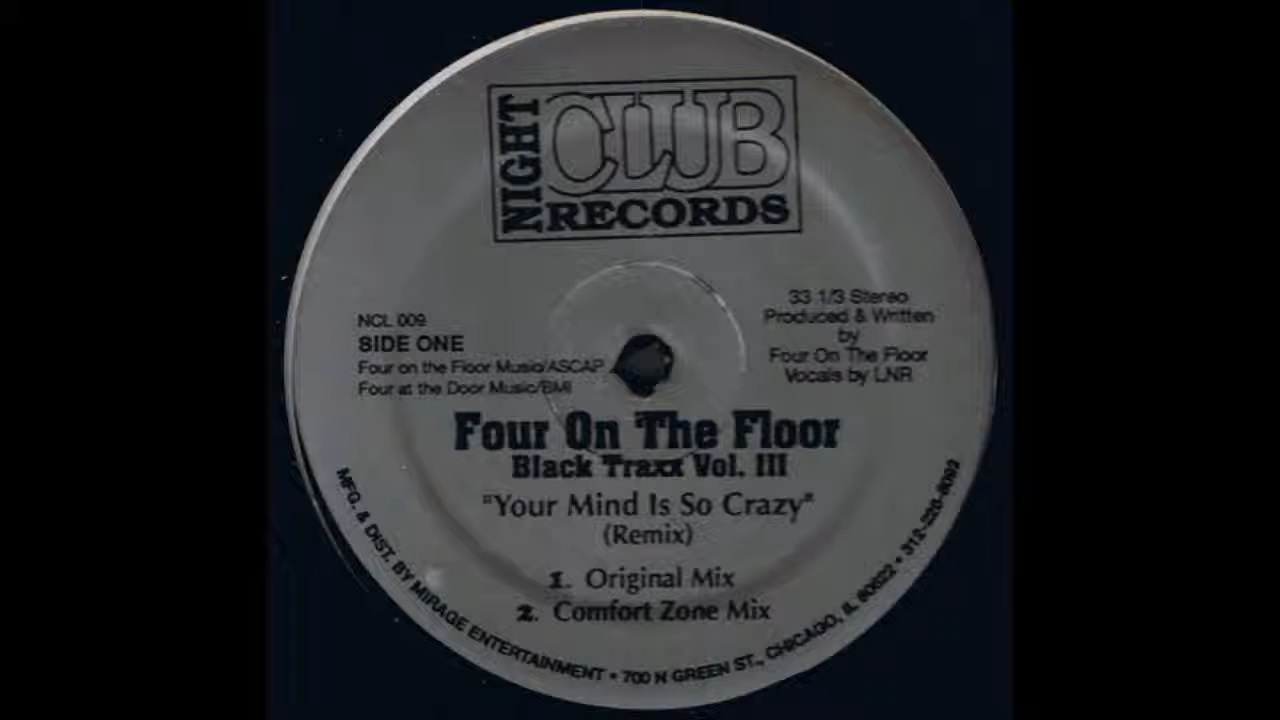 NIGHT CLUB
RECORDS
NCL 009
SIDE ONE
Four on the Floor Music/ASCAP
Four at the Door Music/BMI
33 1/3 Stereo
Produced & Written
by
Four On The Floor
Vocals by LNR
Four On The Floor
Black Traxx Vol. III
"Your Mind Is So Crazy"
(Remix)
1. Original Mix
2. Comfort Zone Mix
MFG. & DIST. BY MIRAGE ENTERTAINMENT • 700 N GREEN ST., CHICAGO, IL 60622 • 312-226-8092